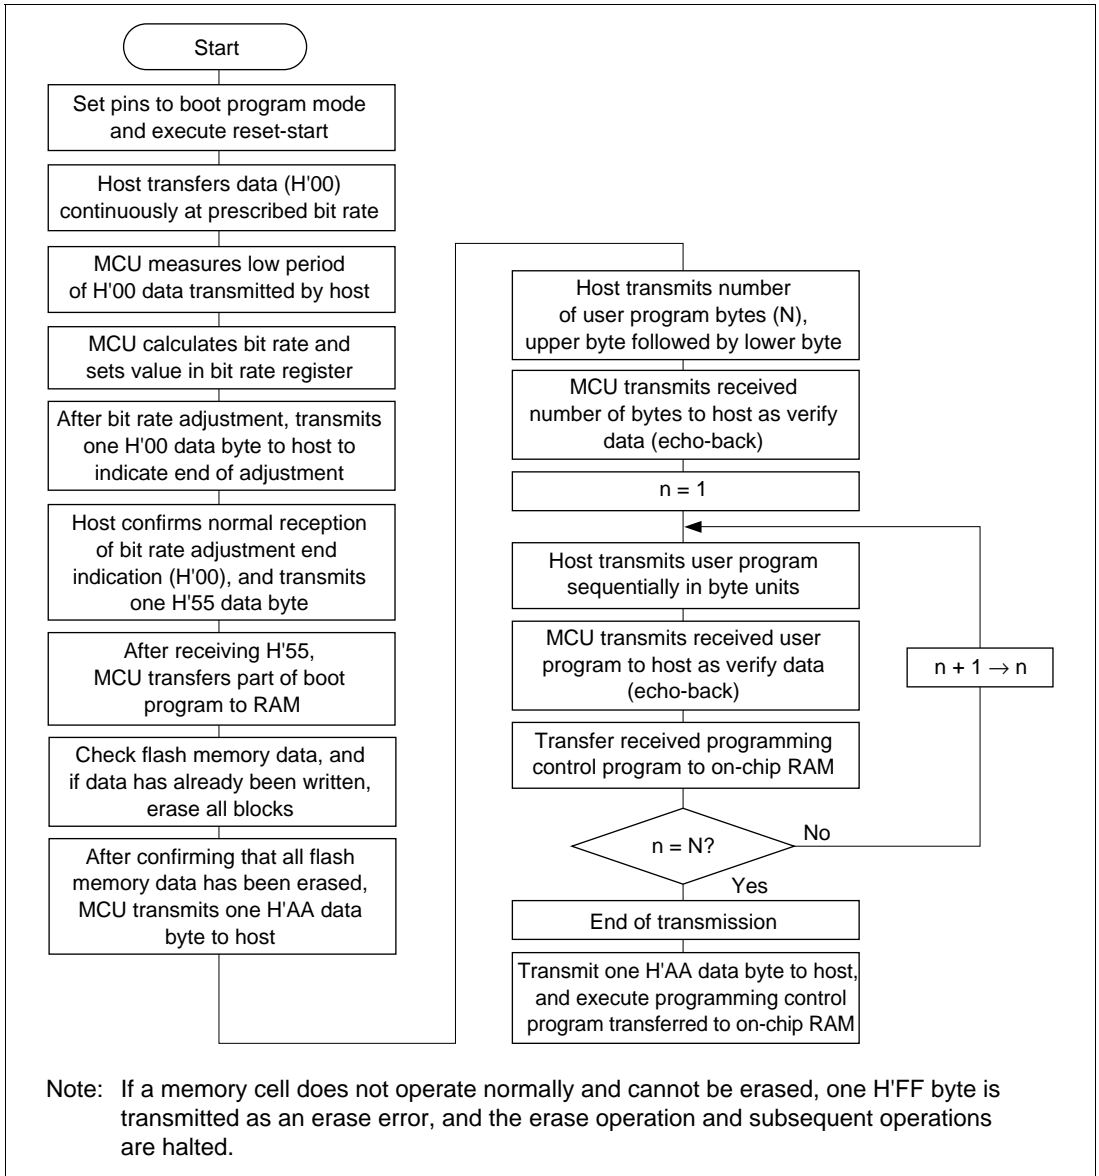 Start
Set pins to boot program mode
and execute reset-start
Host transfers data (H'00)
continuously at prescribed bit rate
MCU measures low period
of H'00 data transmitted by host
MCU calculates bit rate and
sets value in bit rate register
After bit rate adjustment, transmits
one H'00 data byte to host to
indicate end of adjustment
Host confirms normal reception
of bit rate adjustment end
indication (H'00), and transmits
one H'55 data byte
After receiving H'55,
MCU transfers part of boot
program to RAM
Check flash memory data, and
if data has already been written,
erase all blocks
After confirming that all flash
memory data has been erased,
MCU transmits one H'AA data
byte to host
Host transmits number
of user program bytes (N),
upper byte followed by lower byte
MCU transmits received
number of bytes to host as verify
data (echo-back)
n = 1
Host transmits user program
sequentially in byte units
MCU transmits received user
program to host as verify data
(echo-back)
n + 1 → n
Transfer received programming
control program to on-chip RAM
n = N?
No
Yes
End of transmission
Transmit one H'AA data byte to host,
and execute programming control
program transferred to on-chip RAM
Note: If a memory cell does not operate normally and cannot be erased, one H'FF byte is
transmitted as an erase error, and the erase operation and subsequent operations
are halted.